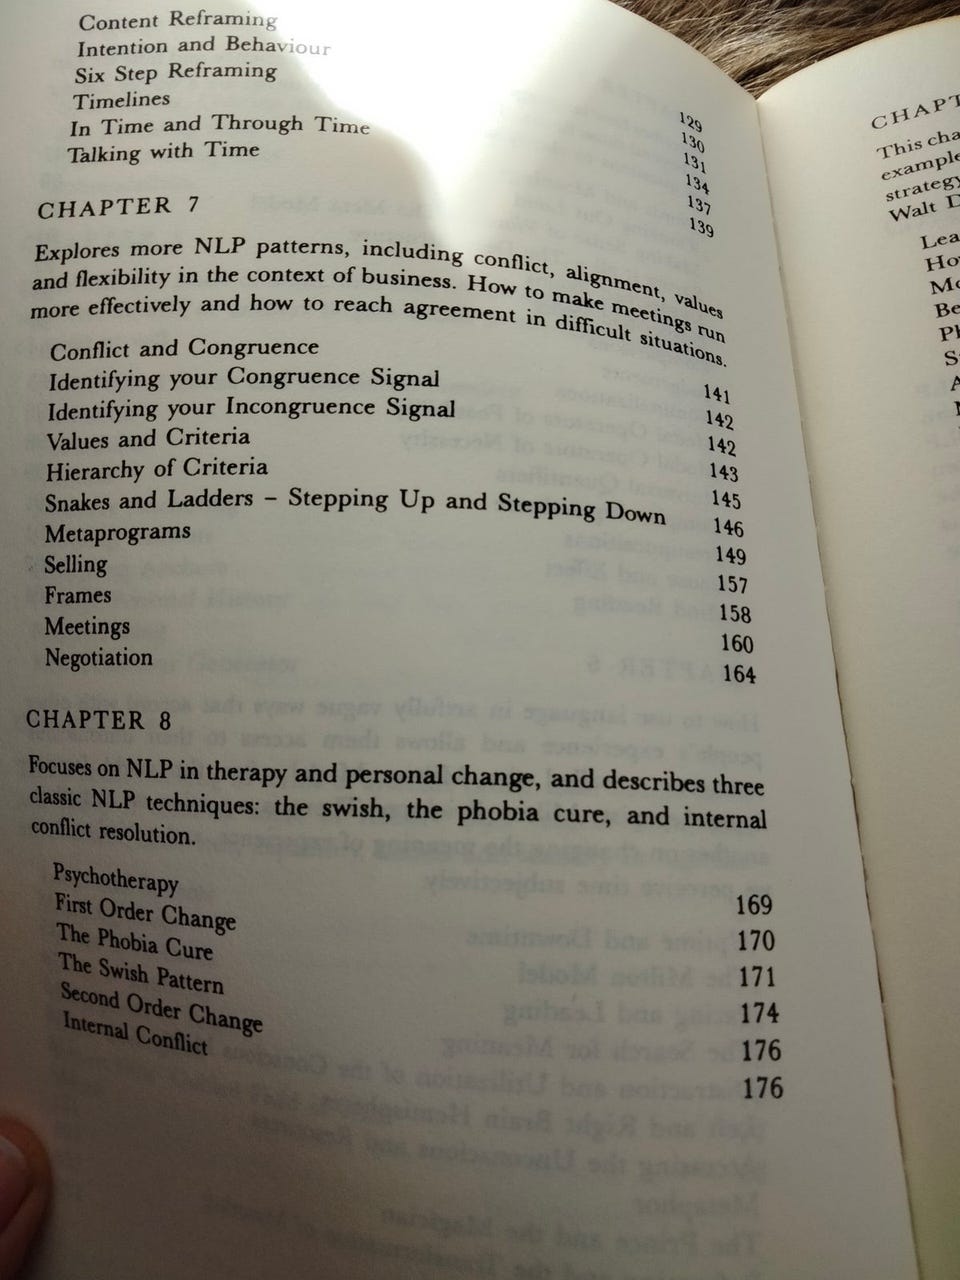 Content Reframing 129
Intention and Behaviour 130
Six Step Reframing 131
Timelines 134
In Time and Through Time 137
Talking with Time 139
CHAPTER 7
Explores more NLP patterns, including conflict, alignment, values
and flexibility in the context of business. How to make meetings run
more effectively and how to reach agreement in difficult situations.
Conflict and Congruence 141
Identifying your Congruence Signal 142
Identifying your Incongruence Signal 142
Values and Criteria 143
Hierarchy of Criteria 145
Snakes and Ladders – Stepping Up and Stepping Down 146
Metaprograms 149
Selling 157
Frames 158
Meetings 160
Negotiation 164
CHAPTER 8
Focuses on NLP in therapy and personal change, and describes three
classic NLP techniques: the swish, the phobia cure, and internal
conflict resolution.
Psychotherapy 169
First Order Change 170
The Phobia Cure 171
The Swish Pattern 174
Second Order Change 176
Internal Conflict 176
This
Walt